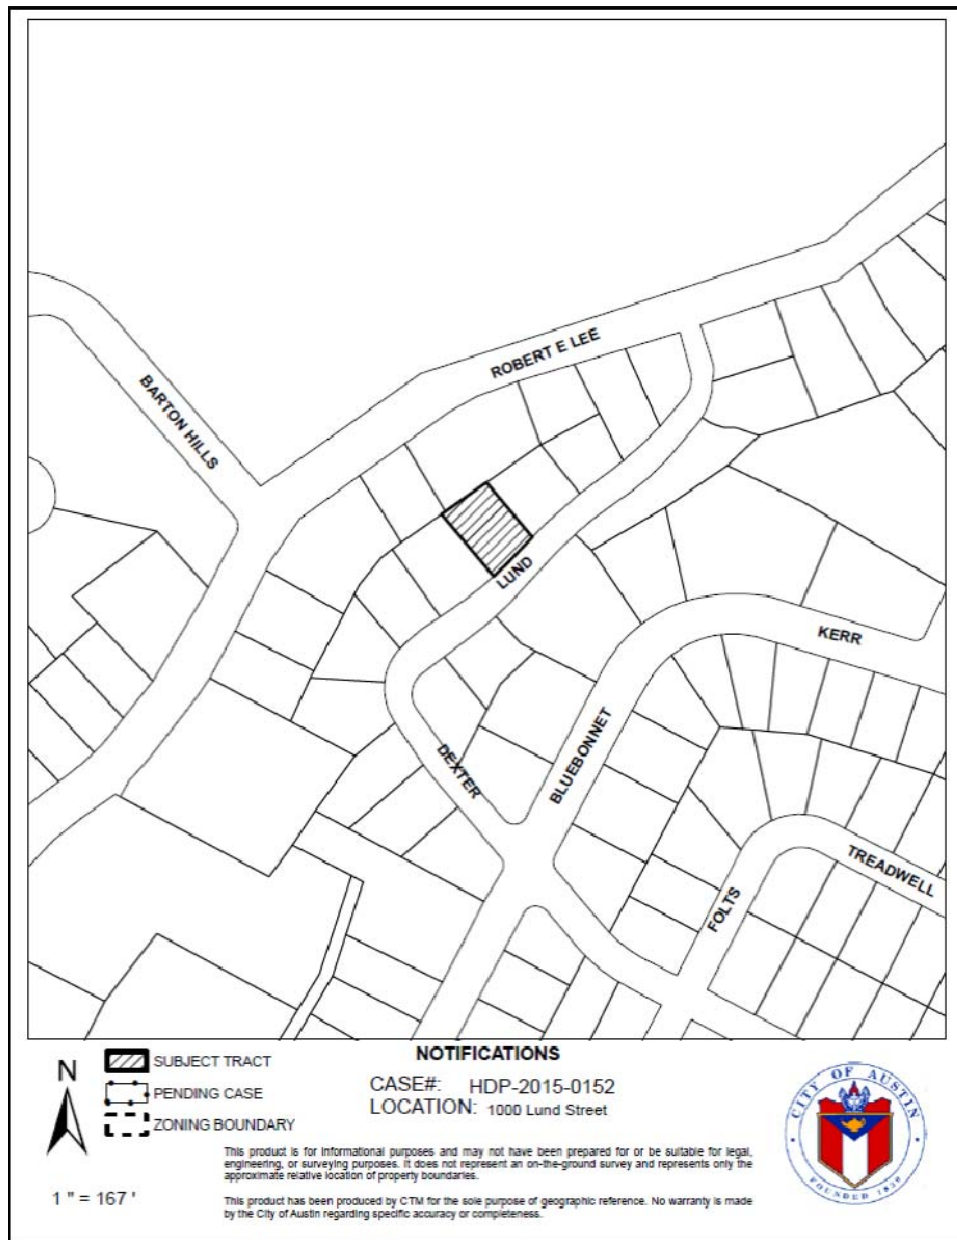 ROBERT E LEE
BARTON HILLS
LUND
KERR
DEXTER
BLUEBONNET
TREADWELL
FOLTS
NOTIFICATIONS
N
SUBJECT TRACT
PENDING CASE
ZONING BOUNDARY
CASE#: HDP-2015-0152
LOCATION: 1000 Lund Street
1 " = 167 '
This product is for informational purposes and may not have been prepared for or be suitable for legal,
engineering, or surveying purposes. It does not represent an on-the-ground survey and represents only the
approximate relative location of property boundaries.
This product has been produced by CTM for the sole purpose of geographic reference. No warranty is made
by the City of Austin regarding specific accuracy or completeness.
CITY OF AUSTIN
FOUNDED 1839